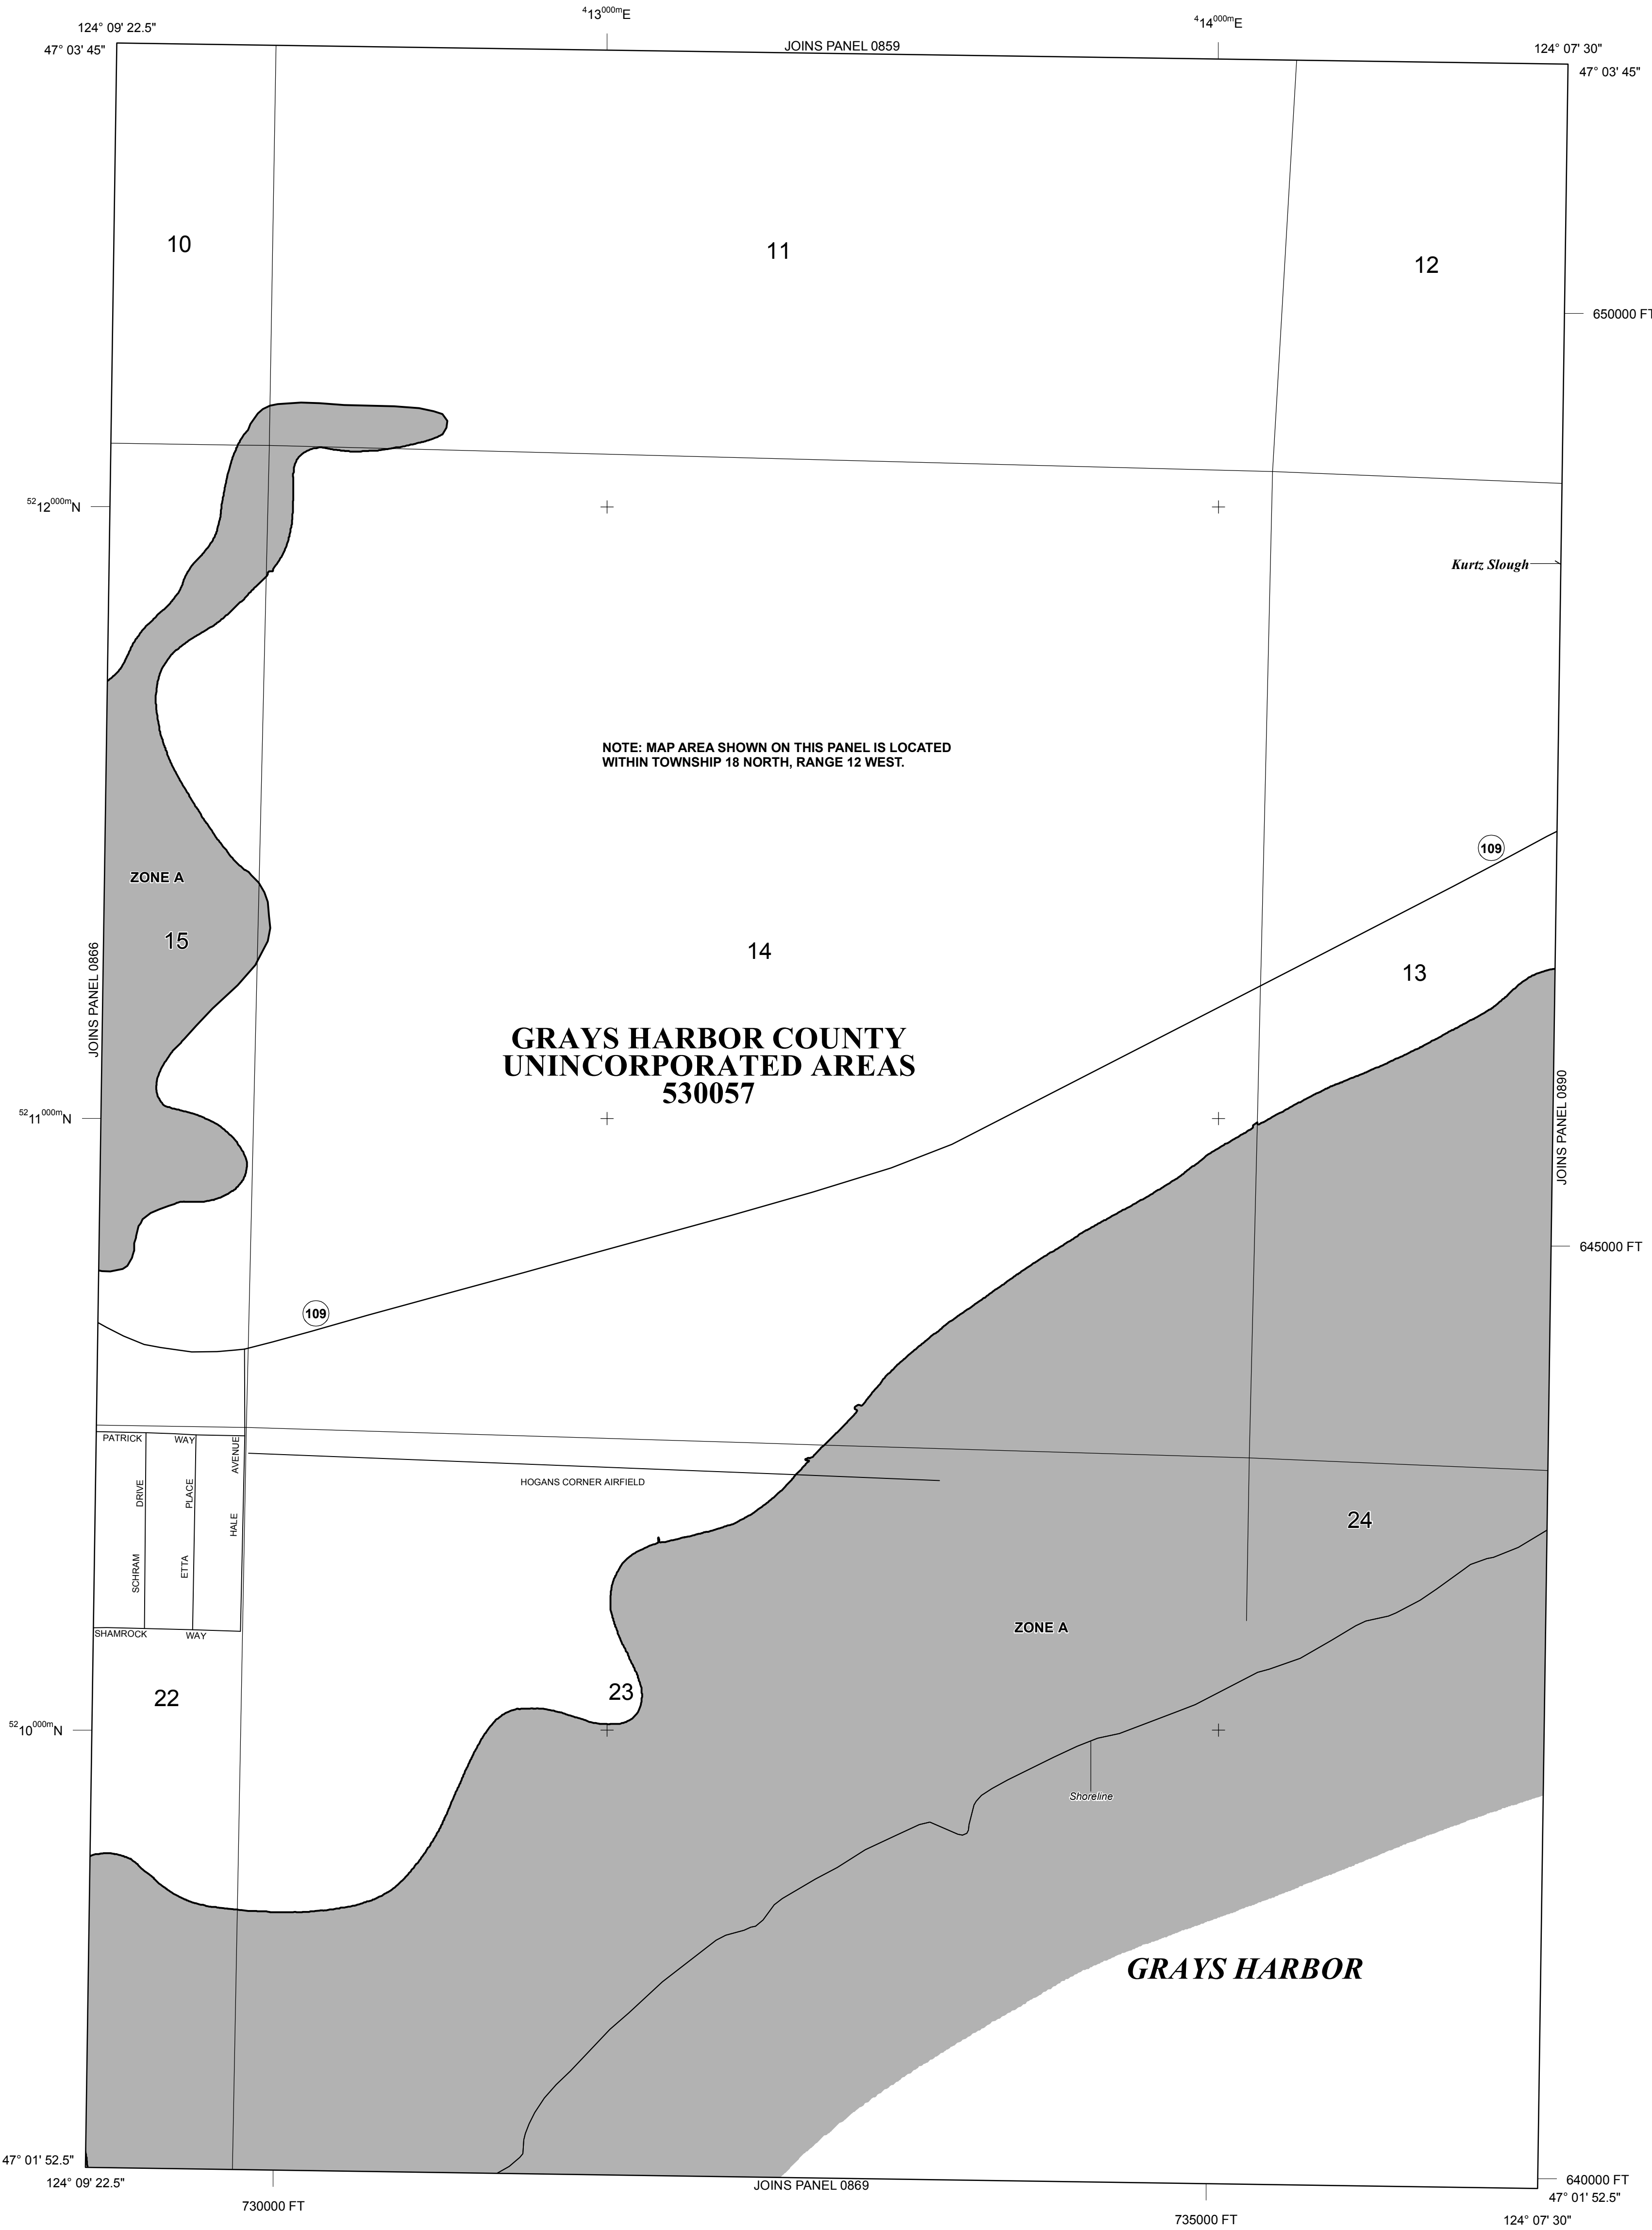 124° 09' 22.5"
413000mE
414000mE
124° 07' 30"
47° 03' 45"
JOINS PANEL 0859
47° 03' 45"
10
11
12
650000 FT
5212000mN
Kurtz Slough
NOTE: MAP AREA SHOWN ON THIS PANEL IS LOCATED
WITHIN TOWNSHIP 18 NORTH, RANGE 12 WEST.
109
ZONE A
15
14
13
JOINS PANEL 0866
GRAYS HARBOR COUNTY
UNINCORPORATED AREAS
530057
5211000mN
JOINS PANEL 0890
645000 FT
109
PATRICK WAY
HALE AVENUE
SCHRAM DRIVE
ETTA PLACE
HOGANS CORNER AIRFIELD
24
SHAMROCK WAY
ZONE A
22
23
5210000mN
Shoreline
GRAYS HARBOR
47° 01' 52.5"
124° 09' 22.5"
JOINS PANEL 0869
640000 FT
47° 01' 52.5"
730000 FT
735000 FT
124° 07' 30"